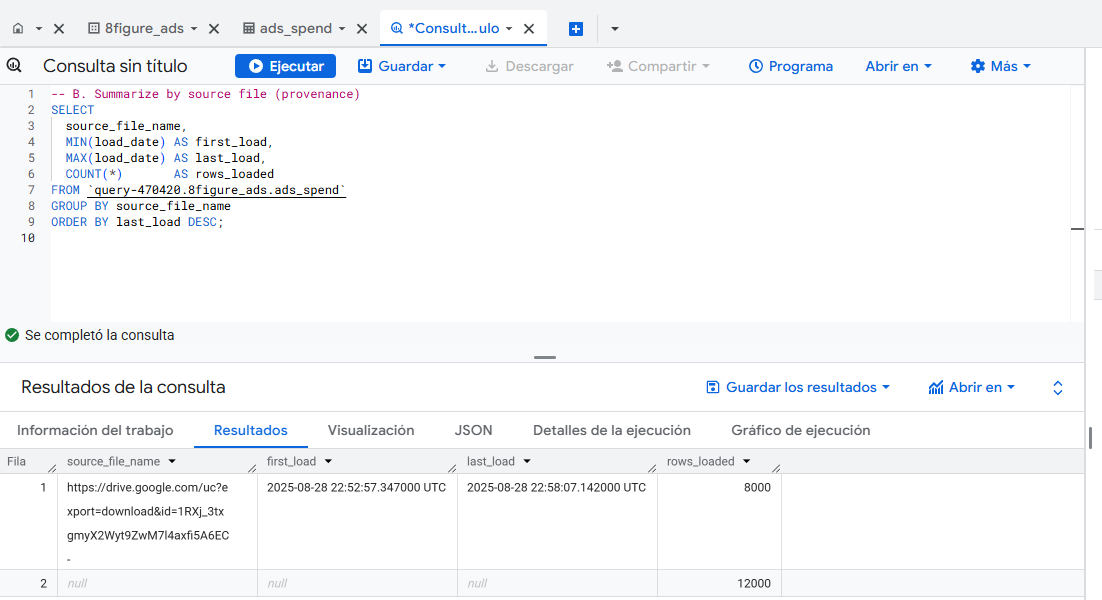 8figure_ads ads_spend *Consult...ulo
Consulta sin título Ejecutar Guardar Descargar Compartir Programa Abrir en Más
1 -- B. Summarize by source file (provenance)
2 SELECT
3 source_file_name,
4 MIN(load_date) AS first_load,
5 MAX(load_date) AS last_load,
6 COUNT(*) AS rows_loaded
7 FROM `query-470420.8figure_ads.ads_spend`
8 GROUP BY source_file_name
9 ORDER BY last_load DESC;
10
Se completó la consulta
Resultados de la consulta Guardar los resultados Abrir en
Información del trabajo Resultados Visualización JSON Detalles de la ejecución Gráfico de ejecución
Fila source_file_name first_load last_load rows_loaded
1 https://drive.google.com/uc?e 2025-08-28 22:52:57.347000 UTC 2025-08-28 22:58:07.142000 UTC 8000
xport=download&id=1RXj_3tx
gmyX2Wyt9ZwM7l4axfi5A6EC
-
2 null null null 12000